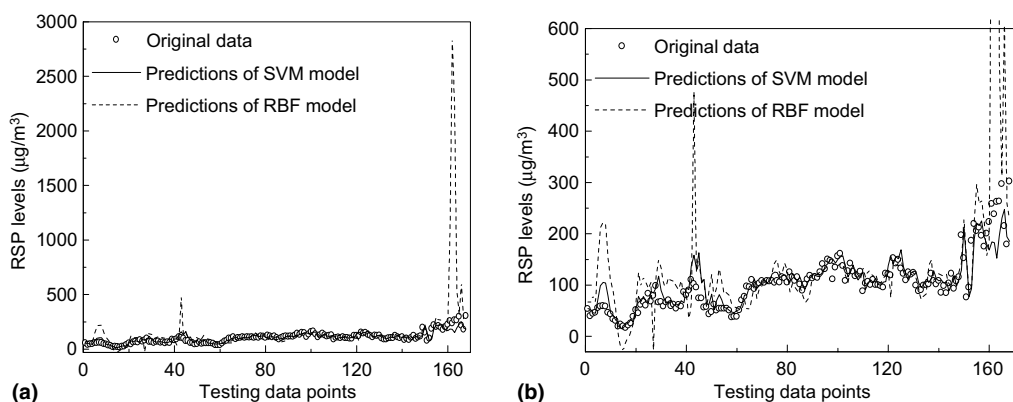 3000
2500
2000
1500
1000
500
0
RSP levels (μg/m³)
Original data
Predictions of SVM model
Predictions of RBF model
0
40
80
120
160
Testing data points
(a)
600
500
400
300
200
100
0
RSP levels (μg/m³)
Original data
Predictions of SVM model
Predictions of RBF model
0
40
80
120
160
Testing data points
(b)